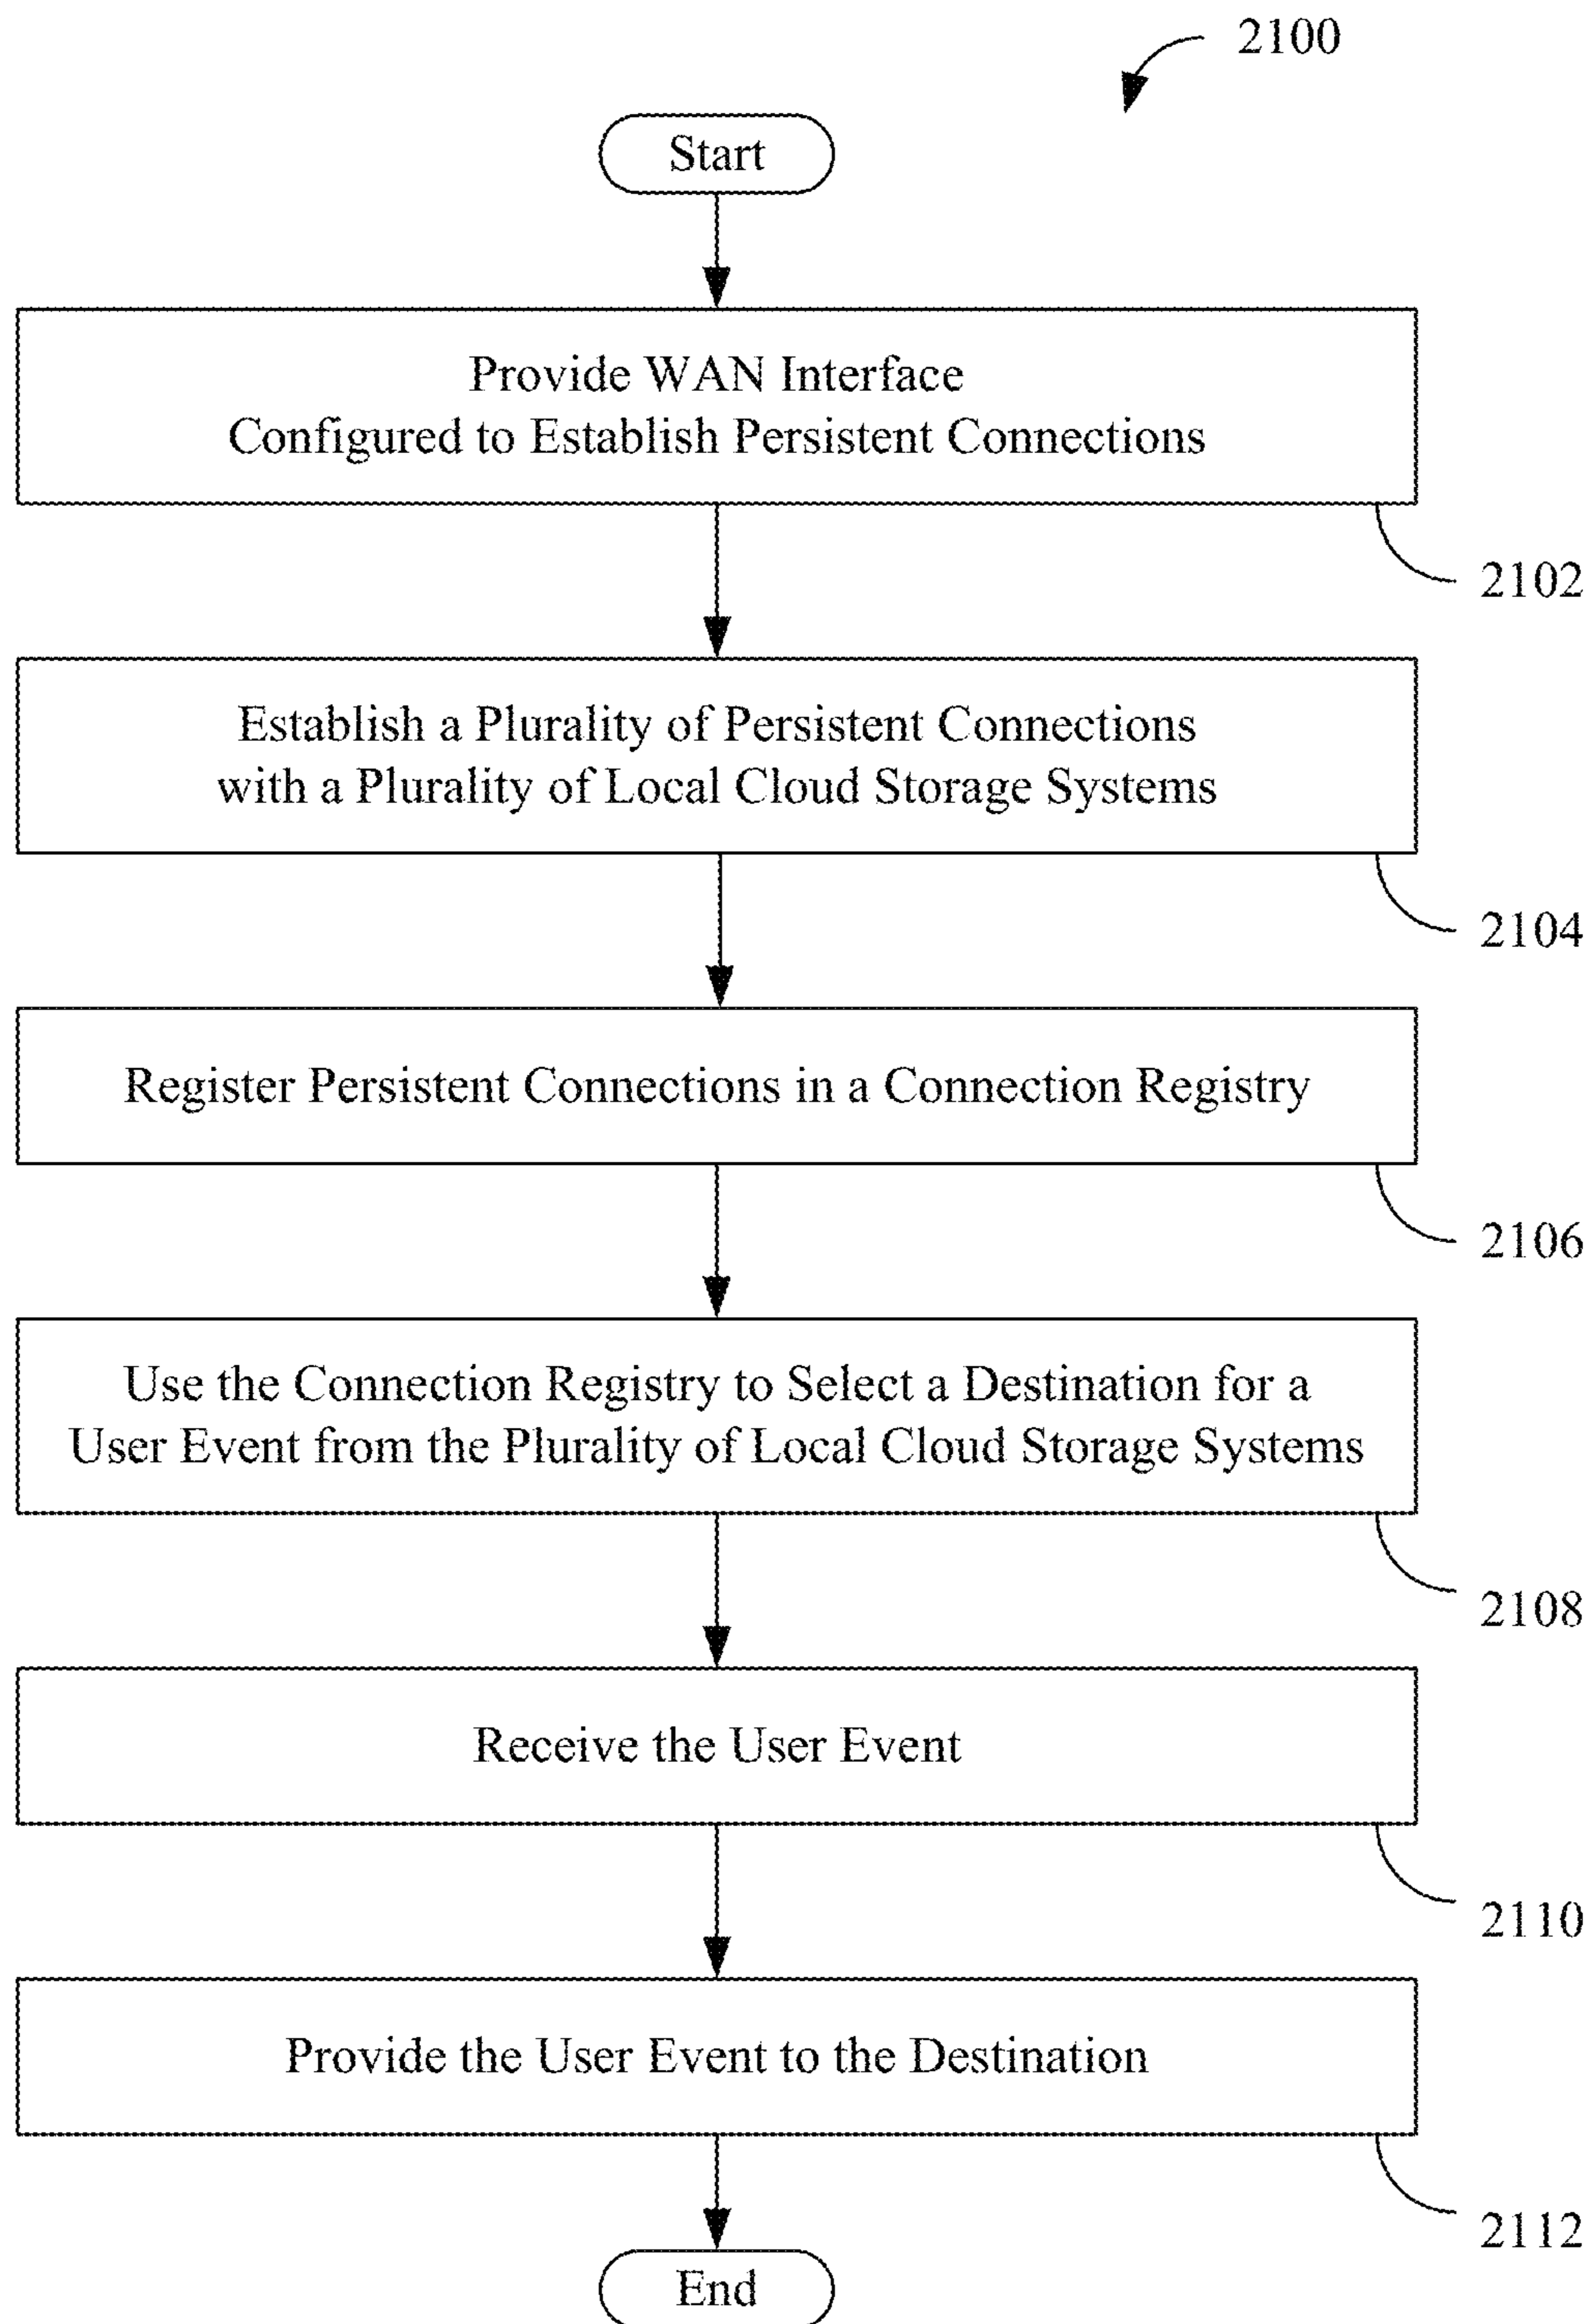 2100
Start
Provide WAN Interface
Configured to Establish Persistent Connections
2102
Establish a Plurality of Persistent Connections
with a Plurality of Local Cloud Storage Systems
2104
Register Persistent Connections in a Connection Registry
2106
Use the Connection Registry to Select a Destination for a
User Event from the Plurality of Local Cloud Storage Systems
2108
Receive the User Event
2110
Provide the User Event to the Destination
2112
End